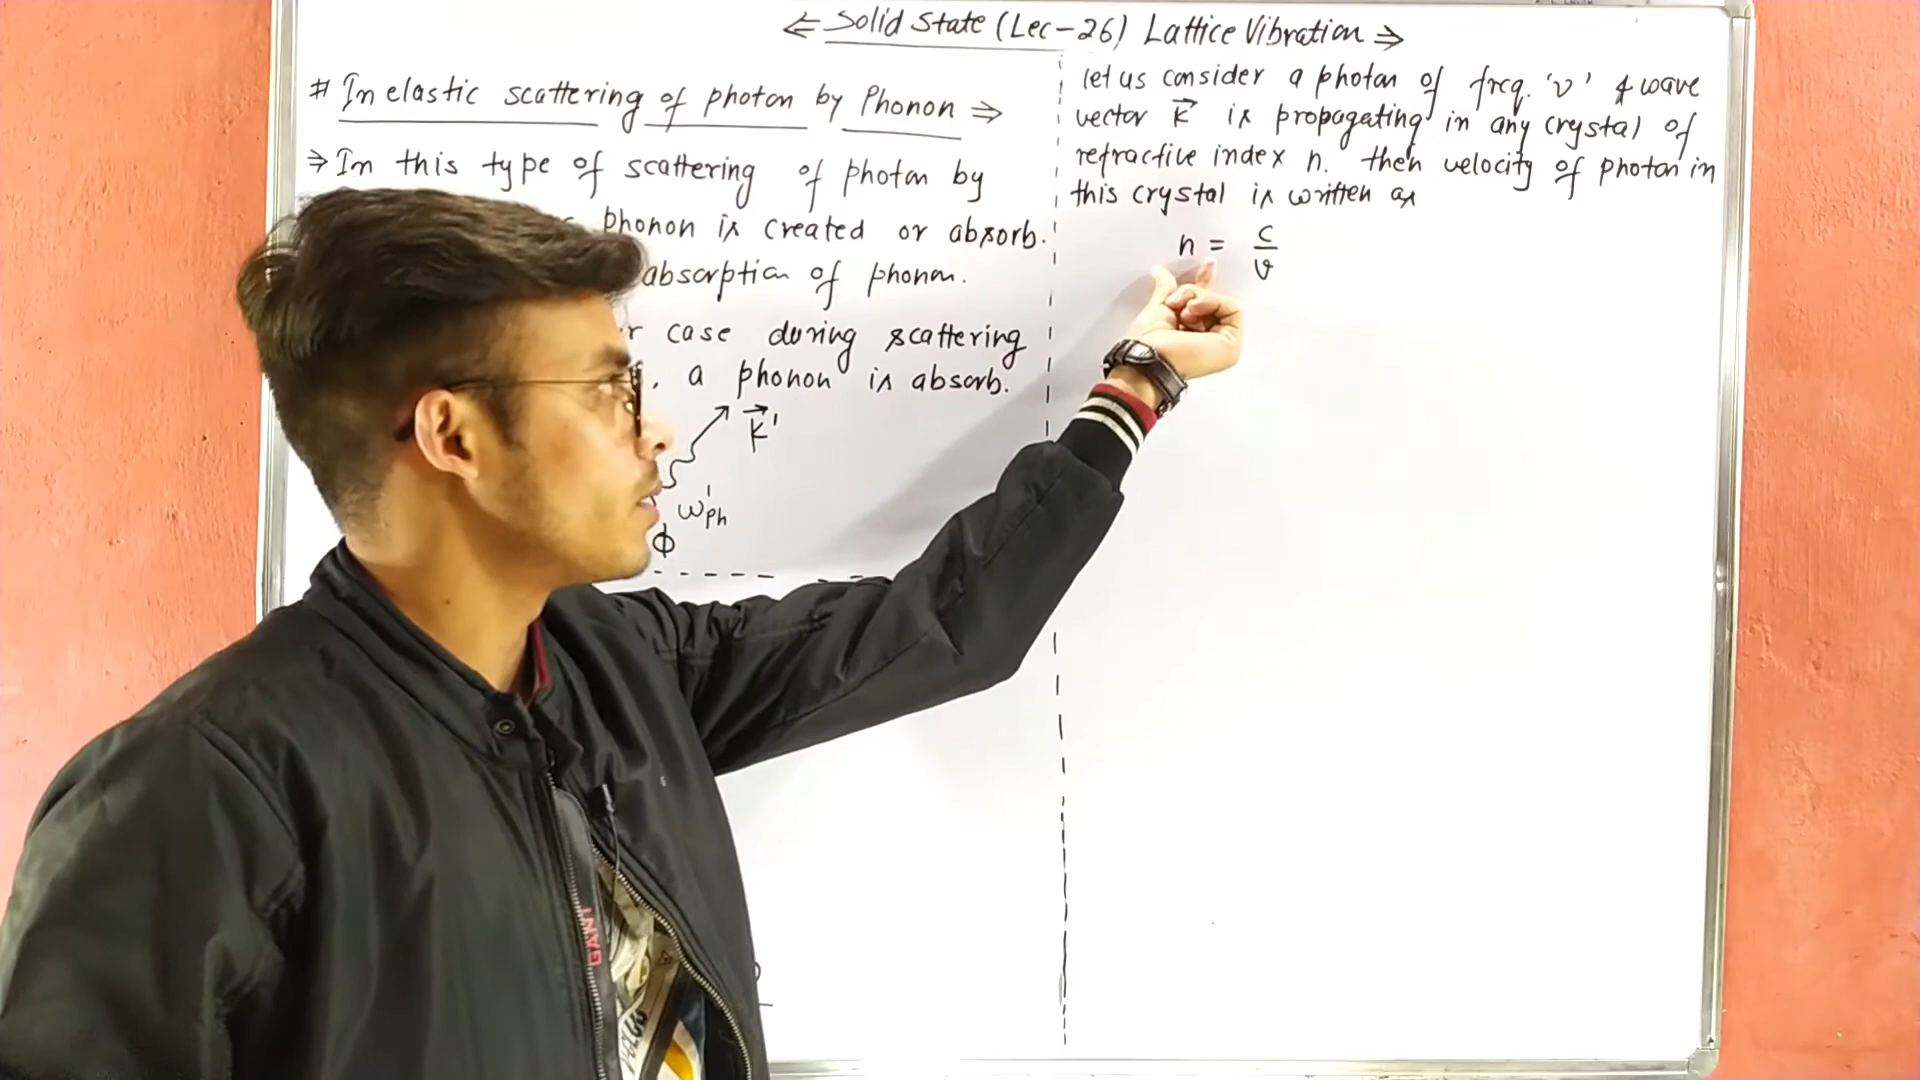 ⇐ Solid State (Lec-26) Lattice Vibration ⇒
# Inelastic scattering of photon by Phonon ⇒
⇒ In this type of scattering of photon by
phonon is created or absorb.
absorption of phonon.
case during scattering
a phonon is absorb.
k⃗'
ω'ph
ϕ
let us consider a photon of freq. 'ν' & wave
vector k⃗ is propagating in any crystal of
refractive index n. then velocity of photon in
this crystal is written as
n = c/v
GANT